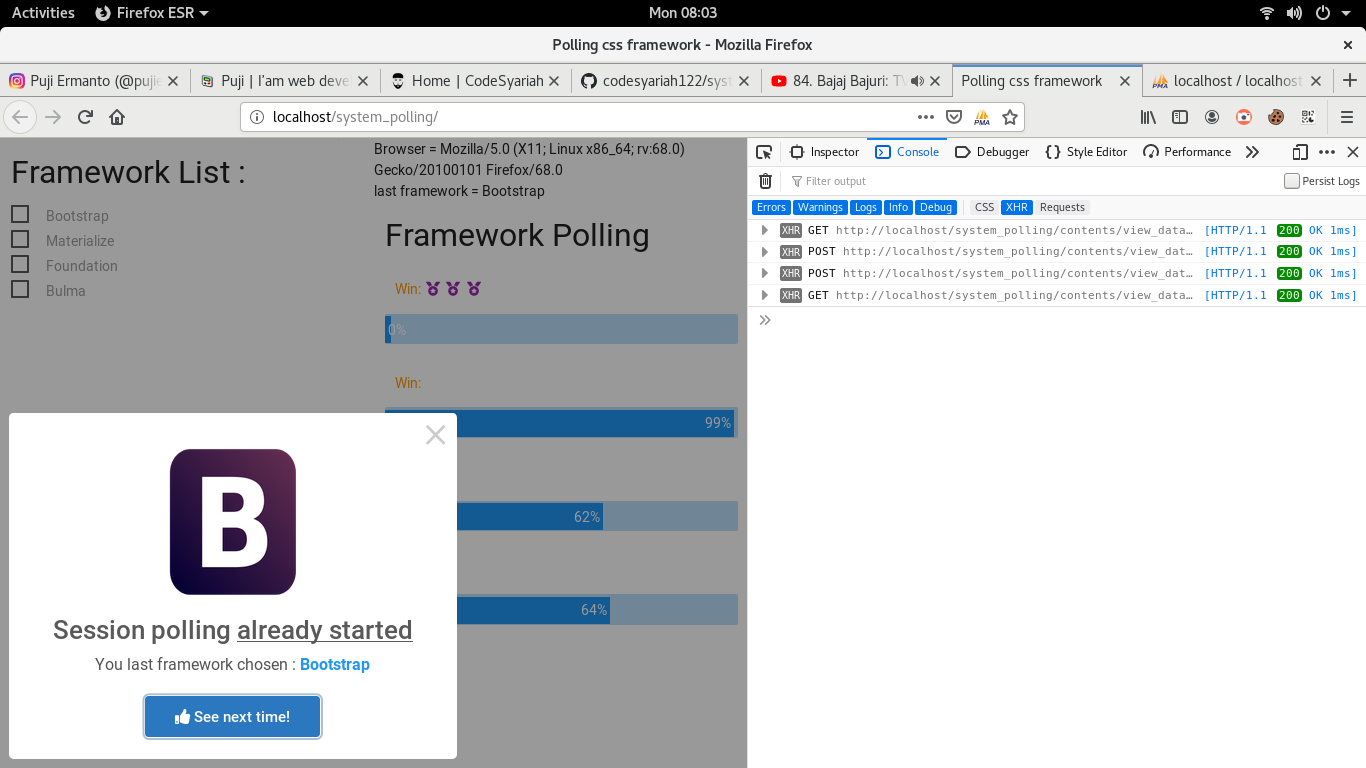 Activities Firefox ESR Mon 08:03
Polling css framework - Mozilla Firefox
Puji Ermanto (@pujie Puji | I'am web deve Home | CodeSyariah codesyariah122/syst 84. Bajaj Bajuri: TV Polling css framework localhost / localhost
localhost/system_polling/
Framework List :
Bootstrap
Materialize
Foundation
Bulma
Browser = Mozilla/5.0 (X11; Linux x86_64; rv:68.0)
Gecko/20100101 Firefox/68.0
last framework = Bootstrap
Framework Polling
Win:
0%
Win:
99%
62%
64%
B
Session polling already started
You last framework chosen : Bootstrap
See next time!
Inspector Console Debugger Style Editor Performance
Filter output Persist Logs
Errors Warnings Logs Info Debug CSS XHR Requests
XHR GET http://localhost/system_polling/contents/view_data… [HTTP/1.1 200 OK 1ms]
XHR POST http://localhost/system_polling/contents/view_dat… [HTTP/1.1 200 OK 1ms]
XHR POST http://localhost/system_polling/contents/view_dat… [HTTP/1.1 200 OK 1ms]
XHR GET http://localhost/system_polling/contents/view_data… [HTTP/1.1 200 OK 1ms]